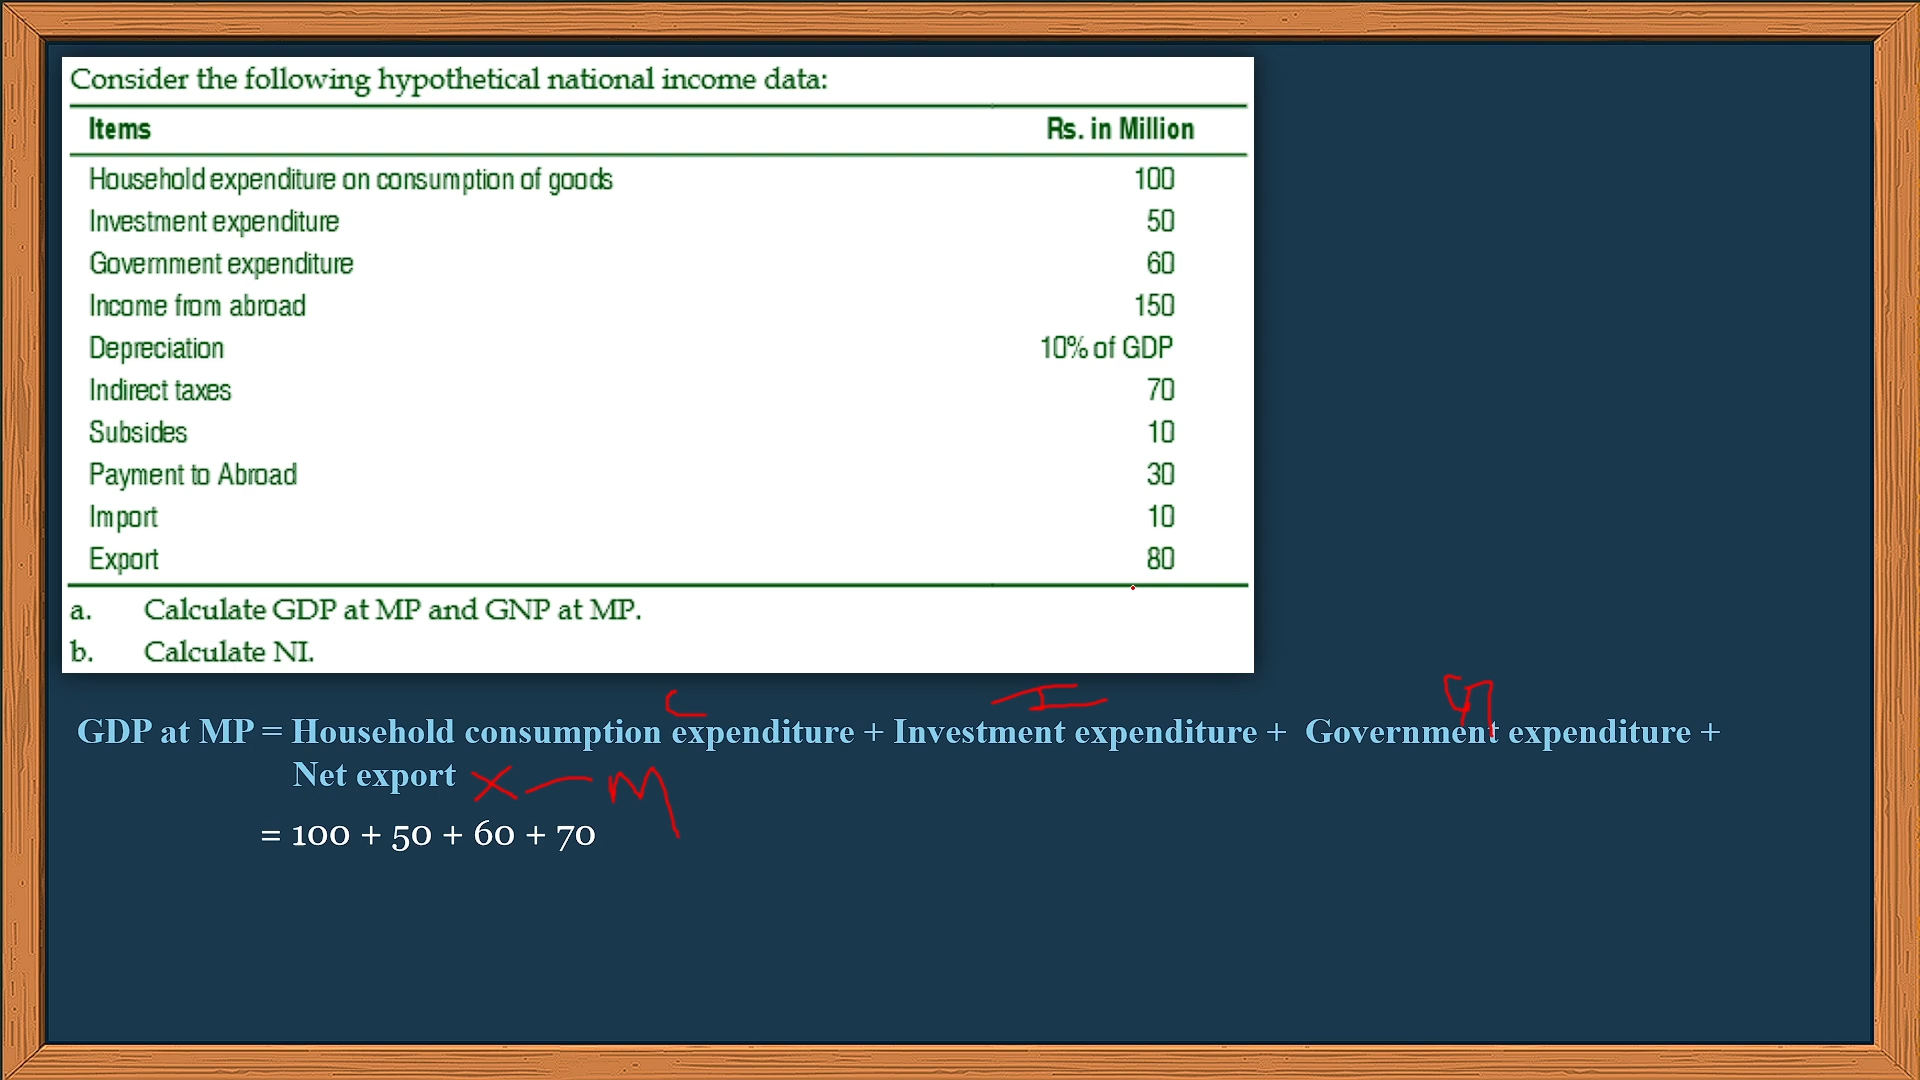 Consider the following hypothetical national income data:
Items Rs. in Million
Household expenditure on consumption of goods 100
Investment expenditure 50
Government expenditure 60
Income from abroad 150
Depreciation 10% of GDP
Indirect taxes 70
Subsides 10
Payment to Abroad 30
Import 10
Export 80
a. Calculate GDP at MP and GNP at MP.
b. Calculate NI.
C I G
GDP at MP = Household consumption expenditure + Investment expenditure + Government expenditure +
Net export X - M
= 100 + 50 + 60 + 70